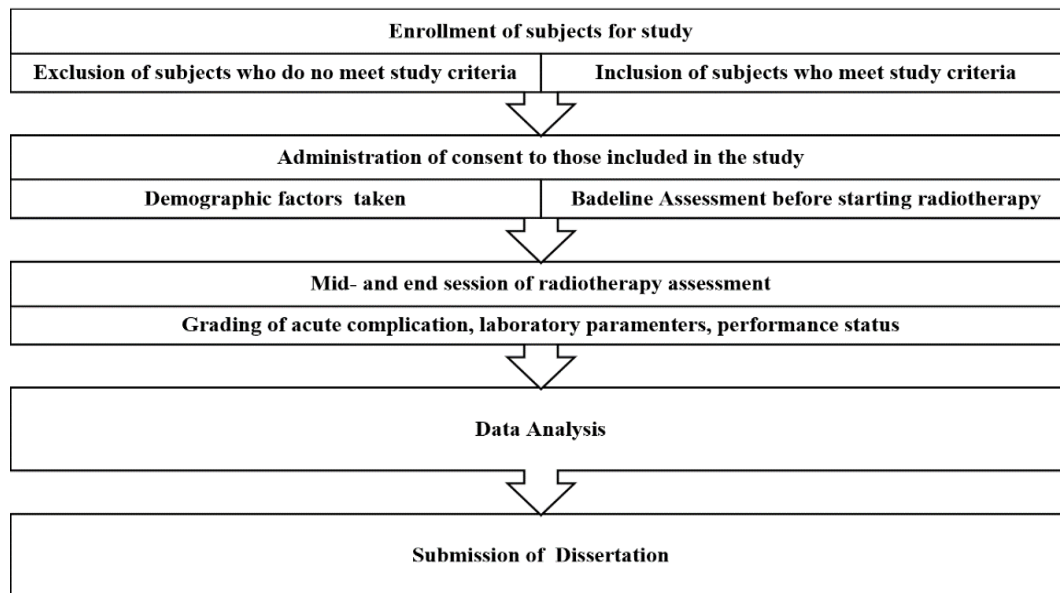 Enrollment of subjects for study
Exclusion of subjects who do no meet study criteria
Inclusion of subjects who meet study criteria
Administration of consent to those included in the study
Demographic factors taken
Badeline Assessment before starting radiotherapy
Mid- and end session of radiotherapy assessment
Grading of acute complication, laboratory paramenters, performance status
Data Analysis
Submission of Dissertation